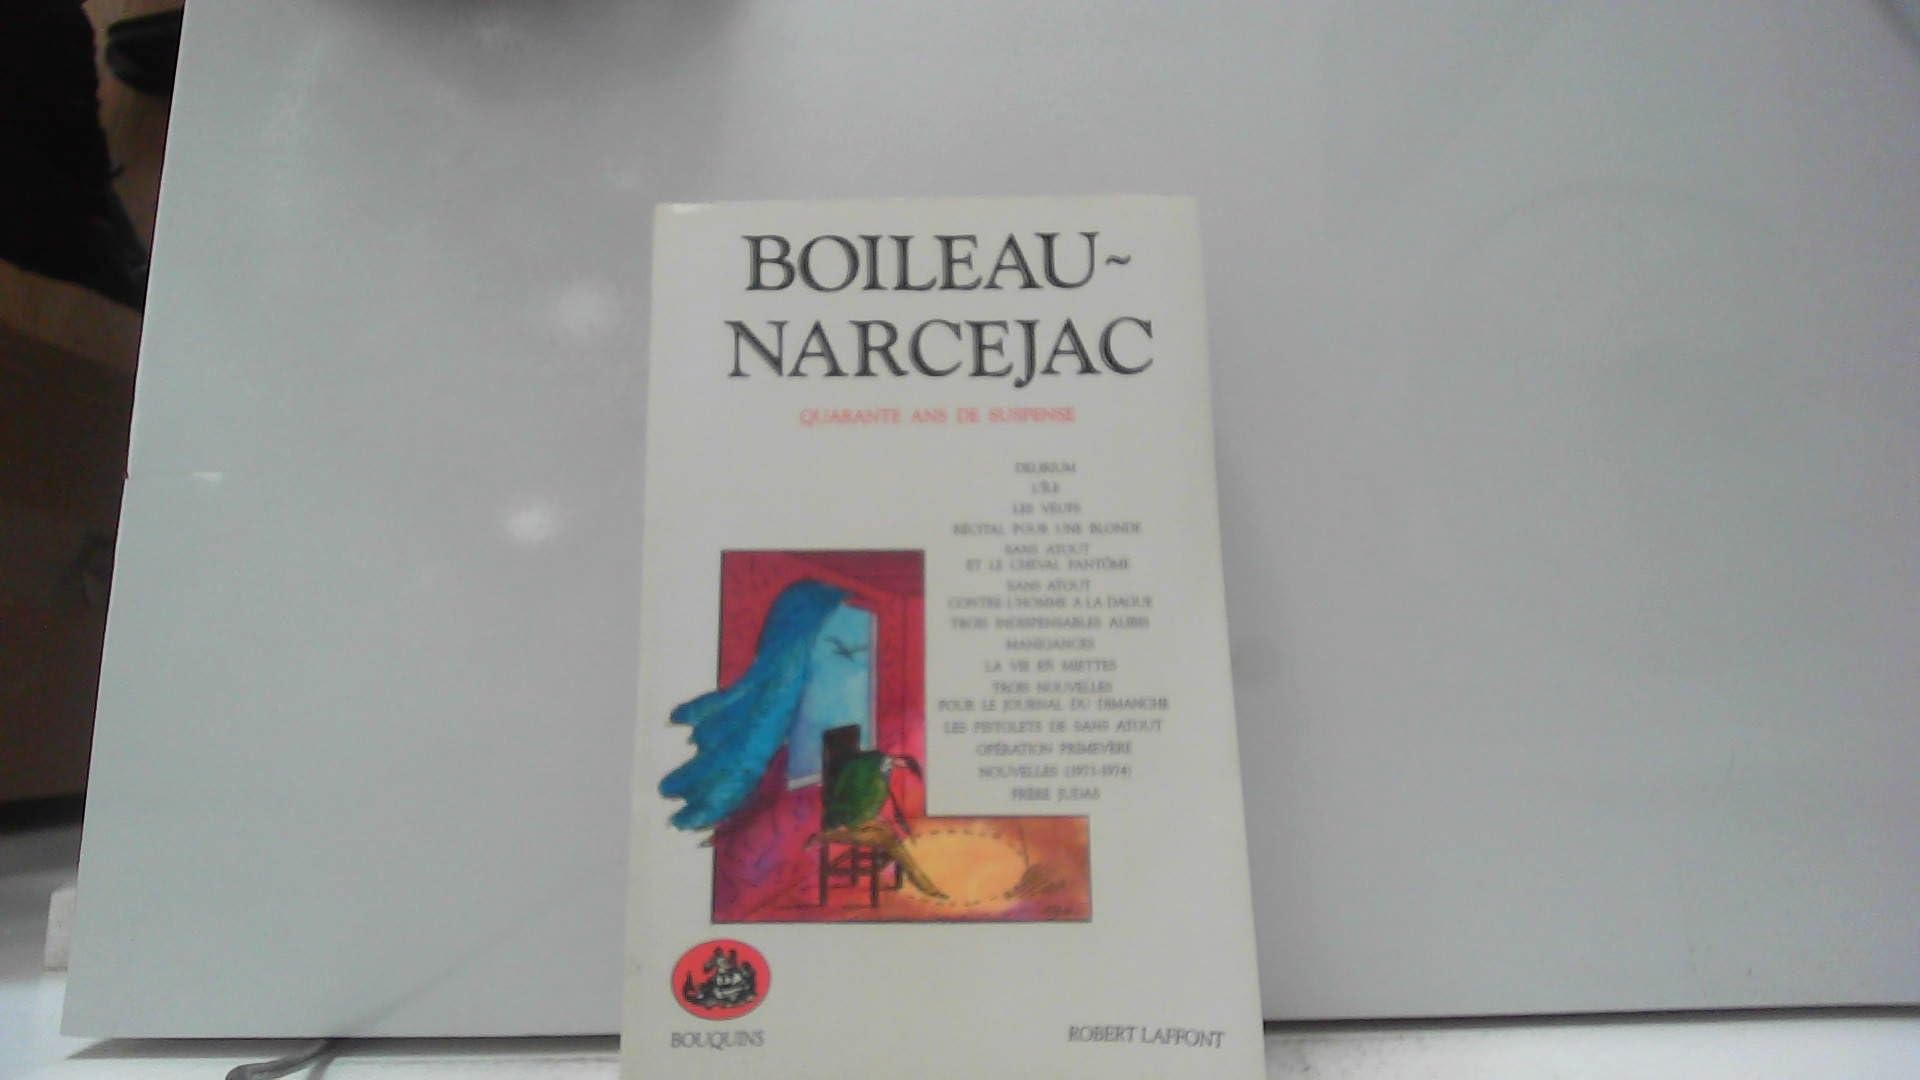 BOILEAU~
NARCEJAC
QUARANTE ANS DE SUSPENSE
DELIRIUM
L'ÎLE
LES VEUFS
RÉCITAL POUR UNE BLONDE
SANS ATOUT
ET LE CHEVAL FANTÔME
SANS ATOUT
CONTRE L'HOMME A LA DAGUE
TROIS INDISPENSABLES ALIBIS
MANIGANCES
LA VIE EN MIETTES
TROIS NOUVELLES
POUR LE JOURNAL DU DIMANCHE
LES PISTOLETS DE SANS ATOUT
OPÉRATION PRIMEVÈRE
NOUVELLES (1973-1974)
FRÈRE JUDAS
BOUQUINS
ROBERT LAFFONT